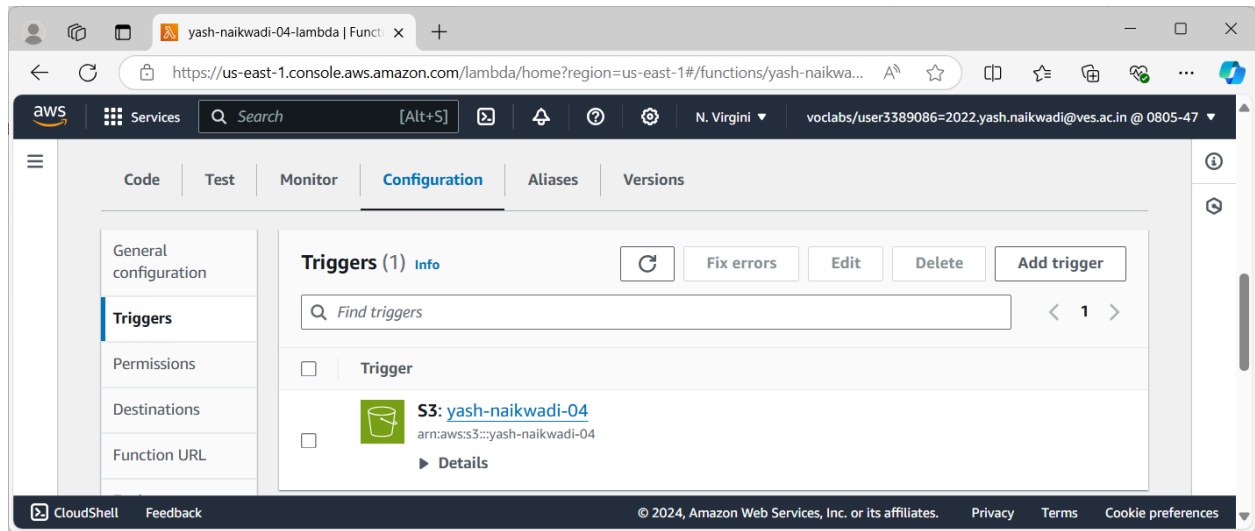 yash-naikwadi-04-lambda | Functi
https://us-east-1.console.aws.amazon.com/lambda/home?region=us-east-1#/functions/yash-naikwa...
aws Services Search [Alt+S] N. Virgini voclabs/user3389086=2022.yash.naikwadi@ves.ac.in @ 0805-47
Code Test Monitor Configuration Aliases Versions
General
configuration
Triggers
Permissions
Destinations
Function URL
Triggers (1) Info Fix errors Edit Delete Add trigger
Find triggers 1
Trigger
S3: yash-naikwadi-04
arn:aws:s3:::yash-naikwadi-04
Details
CloudShell Feedback © 2024, Amazon Web Services, Inc. or its affiliates. Privacy Terms Cookie preferences